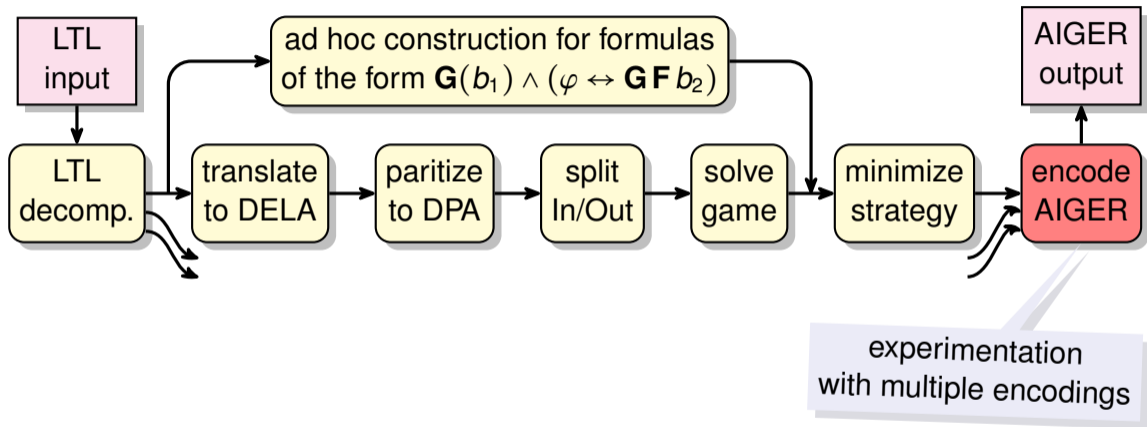 LTL
input
ad hoc construction for formulas
of the form G(b₁) ∧ (φ ↔ G F b₂)
AIGER
output
LTL
decomp.
translate
to DELA
paritize
to DPA
split
In/Out
solve
game
minimize
strategy
encode
AIGER
experimentation
with multiple encodings